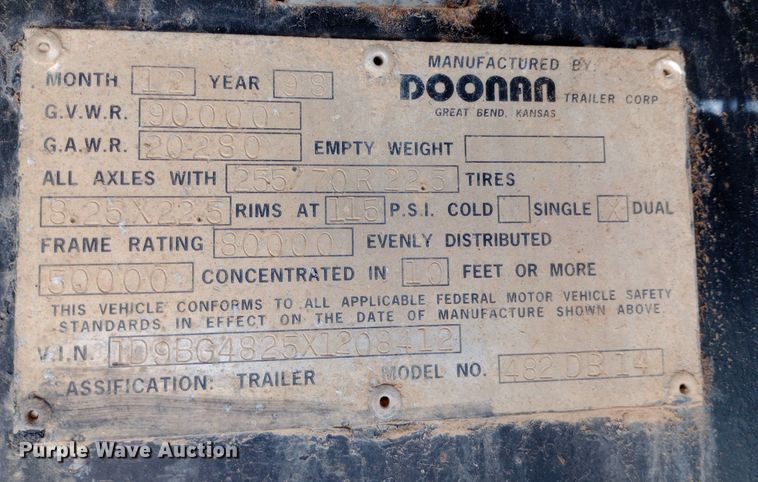 MANUFACTURED BY:
MONTH 12 YEAR 98 DOONAN TRAILER CORP
G.V.W.R. 90000 GREAT BEND, KANSAS
G.A.W.R. 20280 EMPTY WEIGHT
ALL AXLES WITH 255/70R22.5 TIRES
8.25X22.5 RIMS AT 115 P.S.I. COLD SINGLE X DUAL
FRAME RATING 80000 EVENLY DISTRIBUTED
50000 CONCENTRATED IN 10 FEET OR MORE
THIS VEHICLE CONFORMS TO ALL APPLICABLE FEDERAL MOTOR VEHICLE SAFETY
STANDARDS IN EFFECT ON THE DATE OF MANUFACTURE SHOWN ABOVE.
V.I.N. 1D9BG4825X1208412
ASSIFICATION: TRAILER MODEL NO. 482 DB 14
Purple Wave Auction